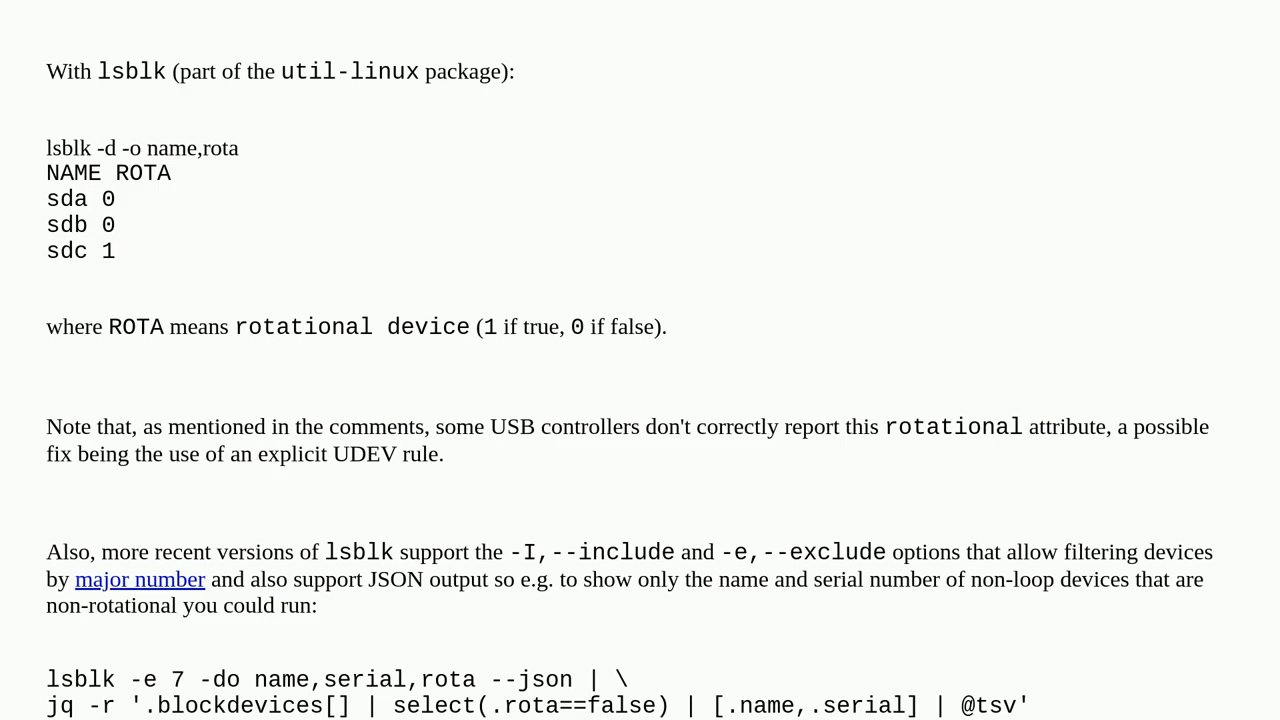 With lsblk (part of the util-linux package):
lsblk -d -o name,rota
NAME ROTA
sda 0
sdb 0
sdc 1
where ROTA means rotational device (1 if true, 0 if false).
Note that, as mentioned in the comments, some USB controllers don't correctly report this rotational attribute, a possible
fix being the use of an explicit UDEV rule.
Also, more recent versions of lsblk support the -I,--include and -e,--exclude options that allow filtering devices
by major number and also support JSON output so e.g. to show only the name and serial number of non-loop devices that are
non-rotational you could run:
lsblk -e 7 -do name,serial,rota --json | \
jq -r '.blockdevices[] | select(.rota==false) | [.name,.serial] | @tsv'